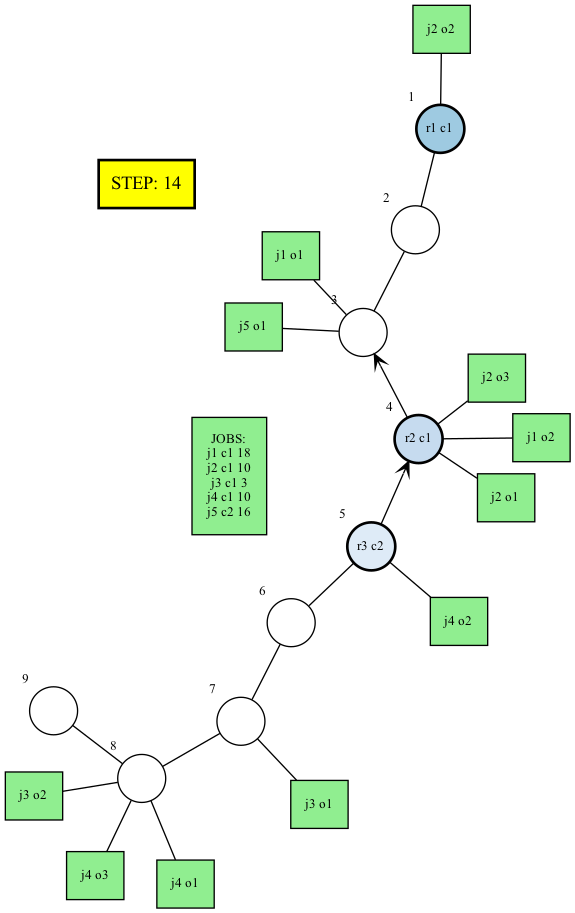 j2 o2
1
r1 c1
STEP: 14
2
j1 o1
3
j5 o1
j2 o3
4
j1 o2
r2 c1
JOBS:
j1 c1 18
j2 c1 10
j3 c1 3
j4 c1 10
j5 c2 16
j2 o1
5
r3 c2
6
j4 o2
9
7
8
j3 o2
j3 o1
j4 o3
j4 o1